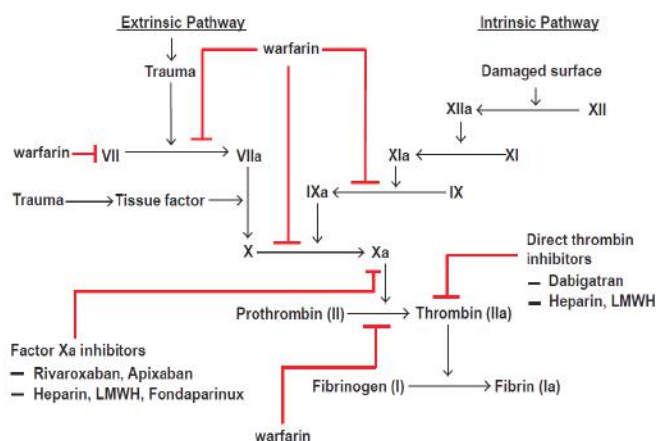 Extrinsic Pathway
Intrinsic Pathway
warfarin
Trauma
Damaged surface
XIIa
XII
warfarin
VII
VIIa
XIa
XI
Trauma
Tissue factor
IXa
IX
X
Xa
Direct thrombin
inhibitors
– Dabigatran
– Heparin, LMWH
Prothrombin (II)
Thrombin (IIa)
Factor Xa inhibitors
– Rivaroxaban, Apixaban
– Heparin, LMWH, Fondaparinux
Fibrinogen (I)
Fibrin (Ia)
warfarin